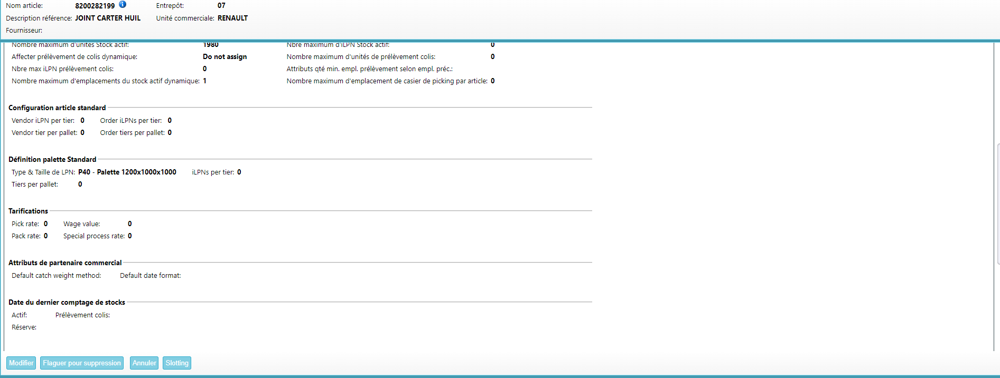 Nom article: 8200282199 Entrepôt: 07
Description référence: JOINT CARTER HUIL Unité commerciale: RENAULT
Fournisseur:
Nombre maximum d'unités Stock actif: 1980 Nbre maximum d'iLPN Stock actif: 0
Affecter prélèvement de colis dynamique: Do not assign Nombre maximum d'unités de prélèvement colis: 0
Nbre max iLPN prélèvement colis: 0 Attributs qté min. empl. prélèvement selon empl. préc.:
Nombre maximum d'emplacements du stock actif dynamique: 1 Nombre maximum d'emplacement de casier de picking par article: 0
Configuration article standard
Vendor iLPN per tier: 0 Order iLPNs per tier: 0
Vendor tier per pallet: 0 Order tiers per pallet: 0
Définition palette Standard
Type & Taille de LPN: P40 - Palette 1200x1000x1000 iLPNs per tier: 0
Tiers per pallet: 0
Tarifications
Pick rate: 0 Wage value: 0
Pack rate: 0 Special process rate: 0
Attributs de partenaire commercial
Default catch weight method: Default date format:
Date du dernier comptage de stocks
Actif: Prélèvement colis:
Réserve:
Modifier Flaguer pour suppression Annuler Slotting